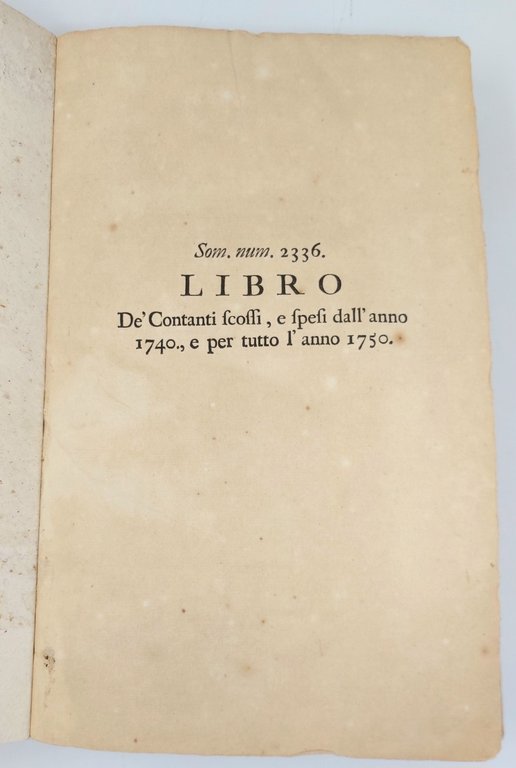 Som. num. 2336.
LIBRO
De' Contanti ſcoſſi, e ſpeſi dall'anno
1740., e per tutto l'anno 1750.